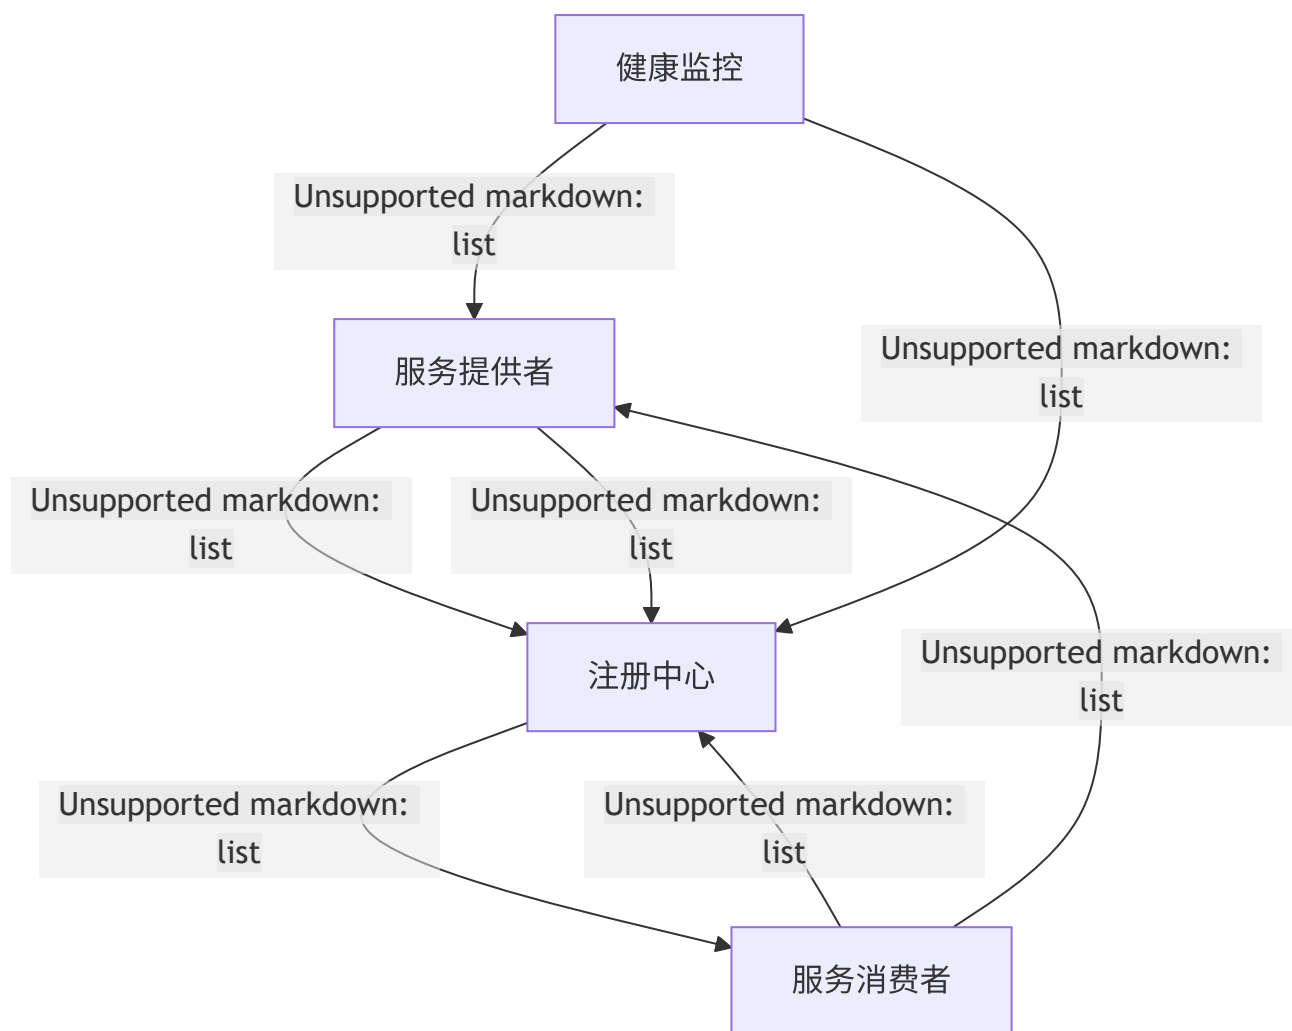 健康监控
Unsupported markdown:
list
Unsupported markdown:
list
服务提供者
Unsupported markdown:
list
Unsupported markdown:
list
注册中心
Unsupported markdown:
list
Unsupported markdown:
list
Unsupported markdown:
list
服务消费者